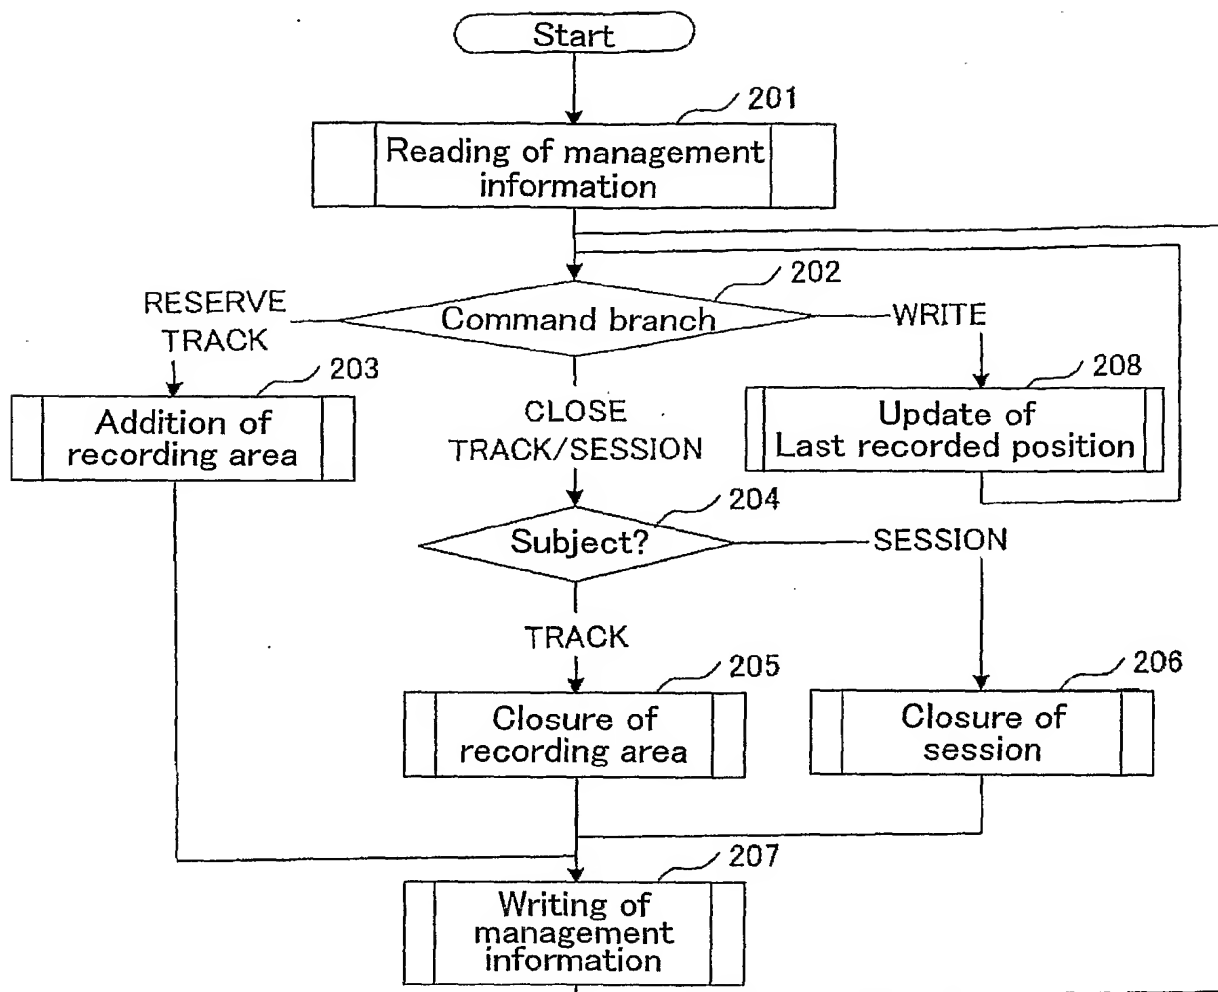 Start
201
Reading of management
information
202
Command branch
RESERVE
TRACK
WRITE
203
Addition of
recording area
CLOSE
TRACK/SESSION
208
Update of
Last recorded position
204
Subject?
SESSION
TRACK
205
Closure of
recording area
206
Closure of
session
207
Writing of
management
information